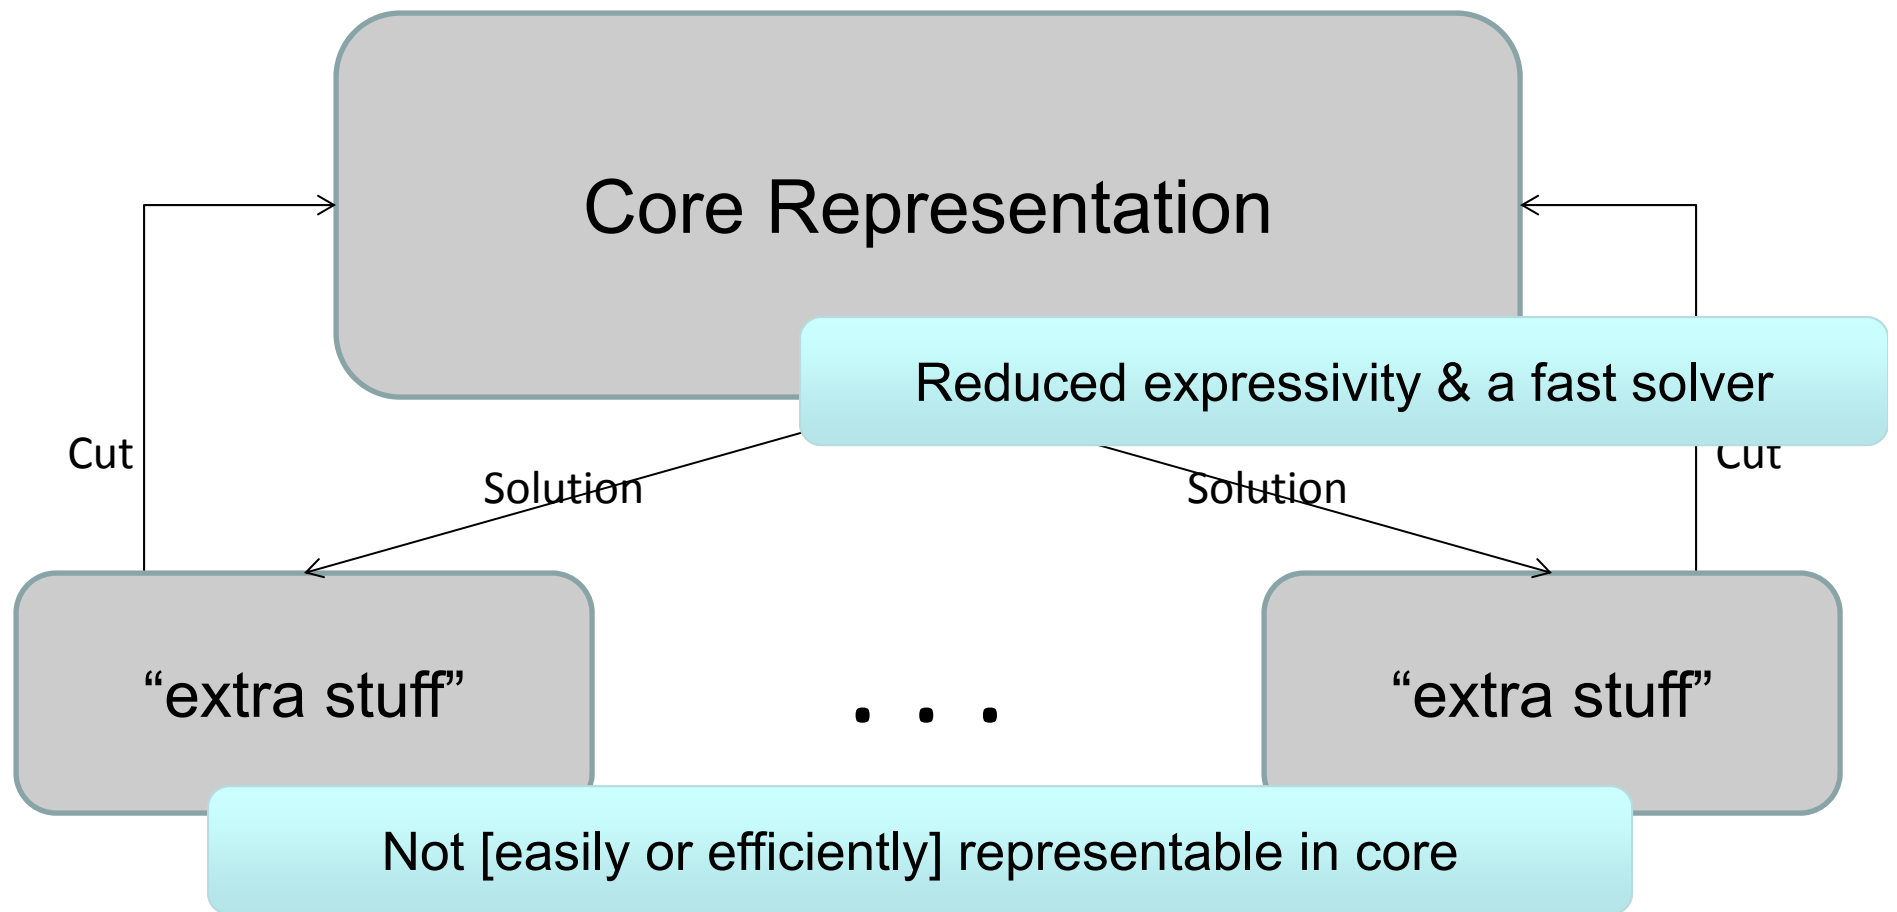 Core Representation
Reduced expressivity & a fast solver
Cut
Cut
Solution
Solution
“extra stuff”
. . .
“extra stuff”
Not [easily or efficiently] representable in core